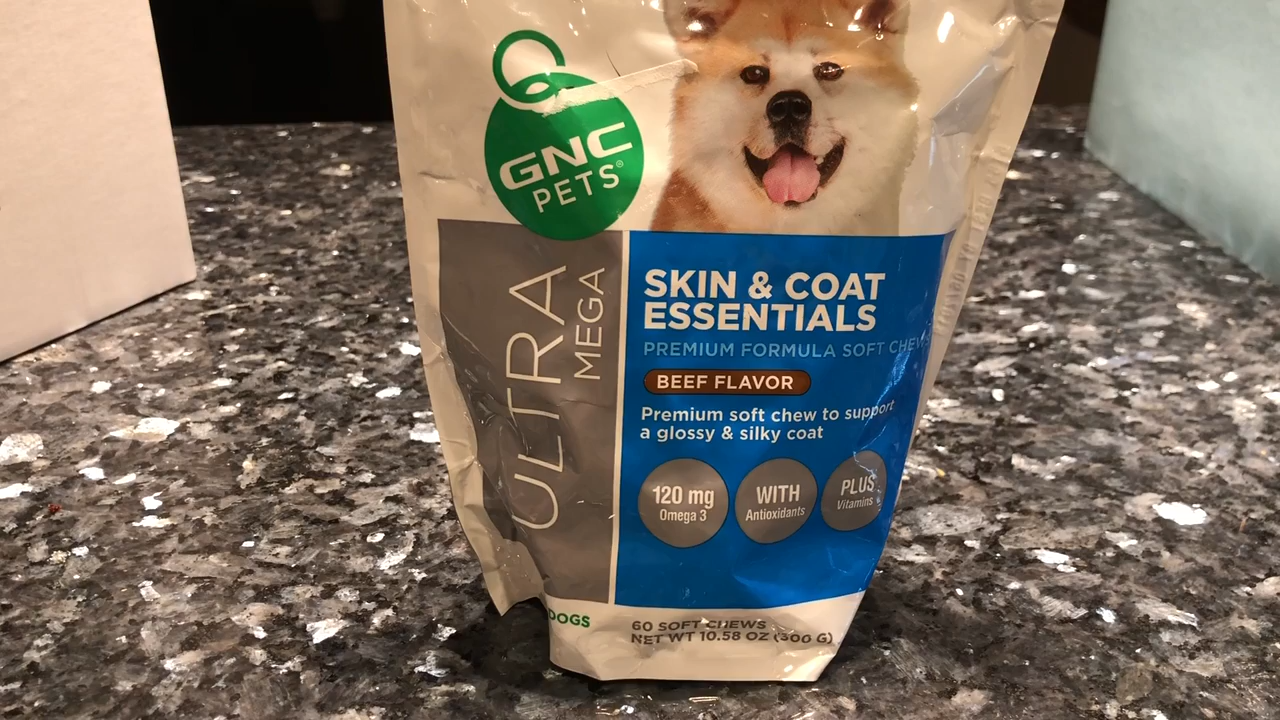 GNC
PETS®
ULTRA
MEGA
SKIN & COAT
ESSENTIALS
PREMIUM FORMULA SOFT CHEWS
BEEF FLAVOR
Premium soft chew to support
a glossy & silky coat
120 mg
Omega 3
WITH
Antioxidants
PLUS
Vitamins
DOGS
60 SOFT CHEWS
NET WT 10.58 OZ (300 G)